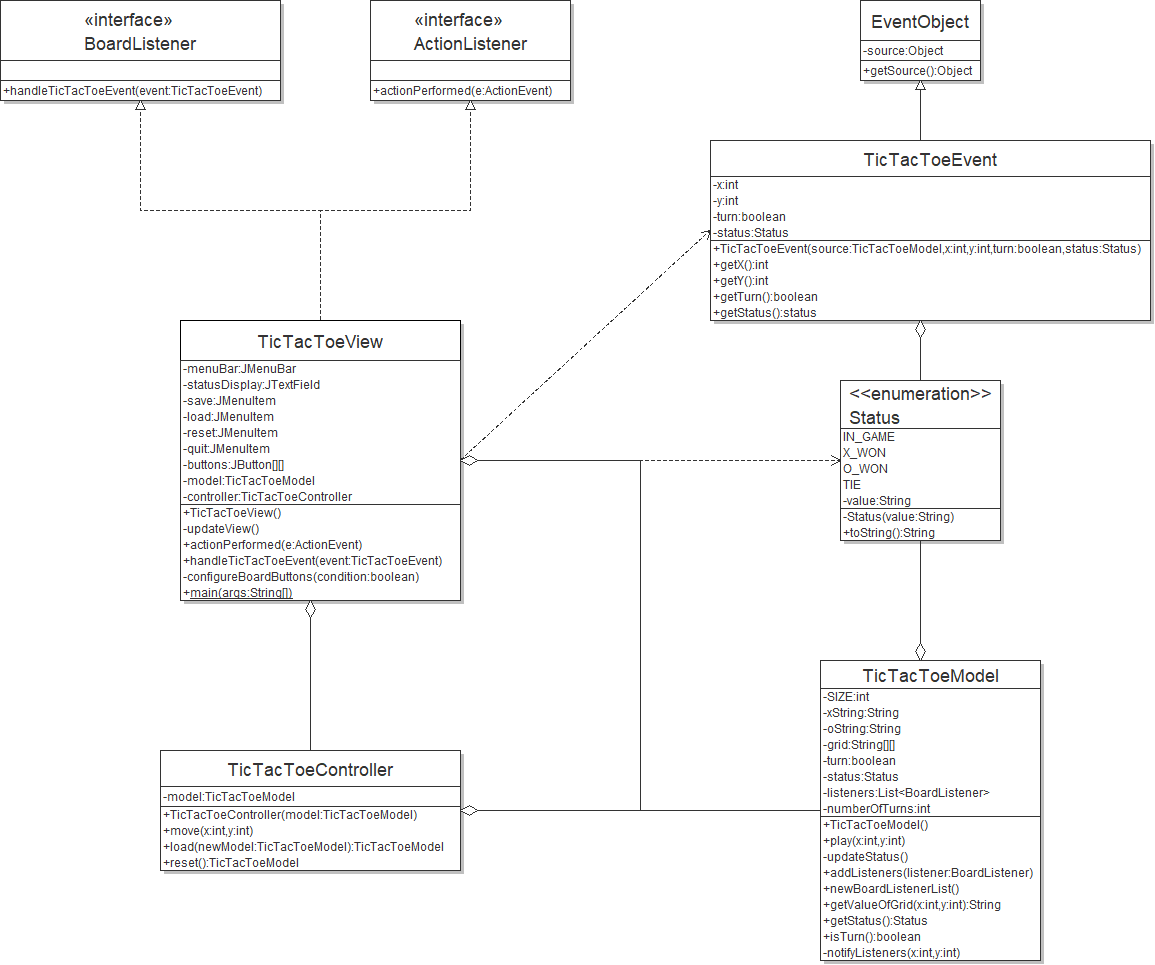 «interface»
BoardListener
+handleTicTacToeEvent(event:TicTacToeEvent)
«interface»
ActionListener
+actionPerformed(e:ActionEvent)
EventObject
-source:Object
+getSource():Object
TicTacToeEvent
-x:int
-y:int
-turn:boolean
-status:Status
+TicTacToeEvent(source:TicTacToeModel,x:int,y:int,turn:boolean,status:Status)
+getX():int
+getY():int
+getTurn():boolean
+getStatus():status
TicTacToeView
-menuBar:JMenuBar
-statusDisplay:JTextField
-save:JMenuItem
-load:JMenuItem
-reset:JMenuItem
-quit:JMenuItem
-buttons:JButton[][]
-model:TicTacToeModel
-controller:TicTacToeController
+TicTacToeView()
-updateView()
+actionPerformed(e:ActionEvent)
+handleTicTacToeEvent(event:TicTacToeEvent)
-configureBoardButtons(condition:boolean)
+main(args:String[])
<<enumeration>>
Status
IN_GAME
X_WON
O_WON
TIE
-value:String
-Status(value:String)
+toString():String
TicTacToeController
-model:TicTacToeModel
+TicTacToeController(model:TicTacToeModel)
+move(x:int,y:int)
+load(newModel:TicTacToeModel):TicTacToeModel
+reset():TicTacToeModel
TicTacToeModel
-SIZE:int
-xString:String
-oString:String
-grid:String[][]
-turn:boolean
-status:Status
-listeners:List<BoardListener>
-numberOfTurns:int
+TicTacToeModel()
+play(x:int,y:int)
-updateStatus()
+addListeners(listener:BoardListener)
+newBoardListenerList()
+getValueOfGrid(x:int,y:int):String
+getStatus():Status
+isTurn():boolean
-notifyListeners(x:int,y:int)